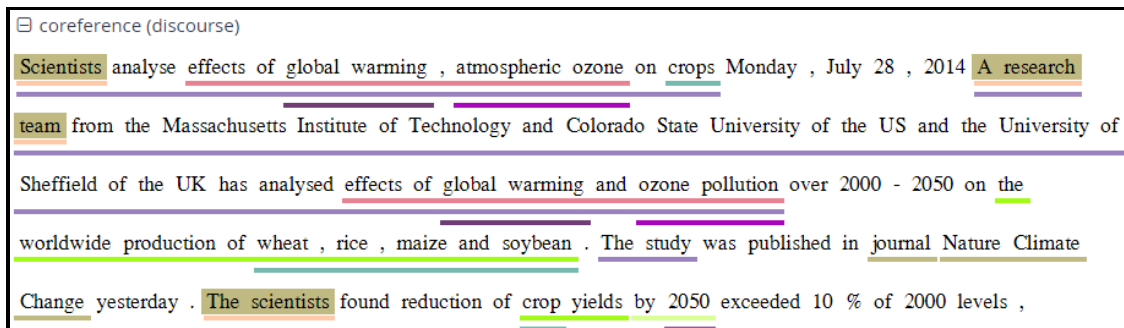 coreference (discourse)
Scientists analyse effects of global warming , atmospheric ozone on crops Monday , July 28 , 2014 A research
team from the Massachusetts Institute of Technology and Colorado State University of the US and the University of
Sheffield of the UK has analysed effects of global warming and ozone pollution over 2000 - 2050 on the
worldwide production of wheat , rice , maize and soybean . The study was published in journal Nature Climate
Change yesterday . The scientists found reduction of crop yields by 2050 exceeded 10 % of 2000 levels ,